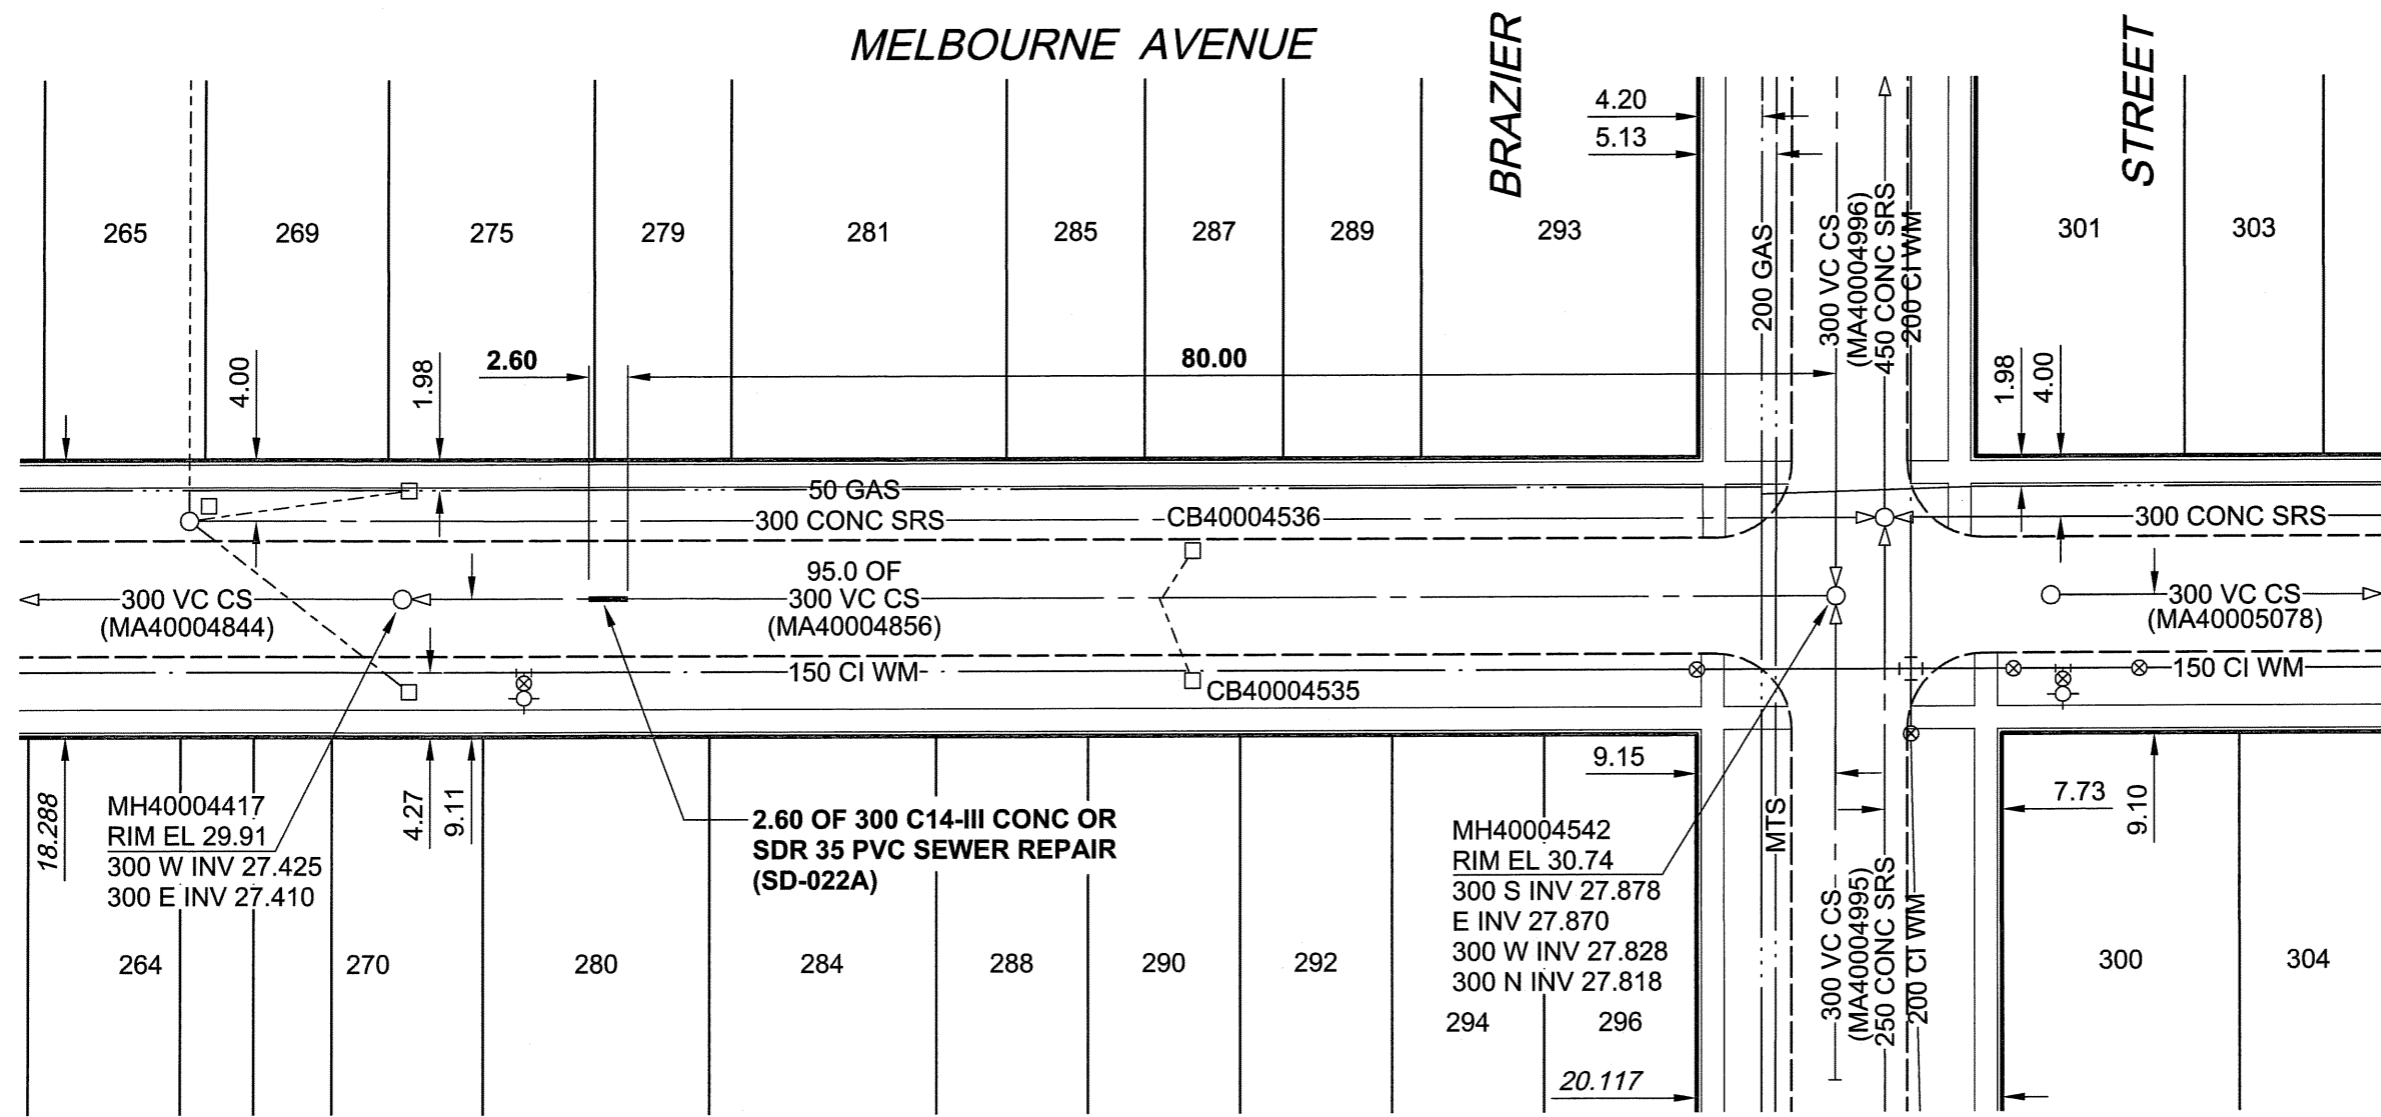 MELBOURNE AVENUE
BRAZIER
STREET
4.20
5.13
265
269
275
279
281
285
287
289
293
301
303
200 GAS
300 VC CS
(MA40004996)
450 CONC SRS
200 CI WM
4.00
1.98
2.60
80.00
1.98
4.00
50 GAS
300 CONC SRS
CB40004536
300 CONC SRS
95.0 OF
300 VC CS
(MA40004856)
300 VC CS
(MA40004844)
300 VC CS
(MA40005078)
150 CI WM
CB40004535
150 CI WM
18.288
MH40004417
RIM EL 29.91
300 W INV 27.425
300 E INV 27.410
4.27
9.11
2.60 OF 300 C14-III CONC OR
SDR 35 PVC SEWER REPAIR
(SD-022A)
9.15
MH40004542
RIM EL 30.74
300 S INV 27.878
E INV 27.870
300 W INV 27.828
300 N INV 27.818
MTS
300 VC CS
(MA40004995)
250 CONC SRS
200 CI WM
7.73
9.10
264
270
280
284
288
290
292
294
296
300
304
20.117